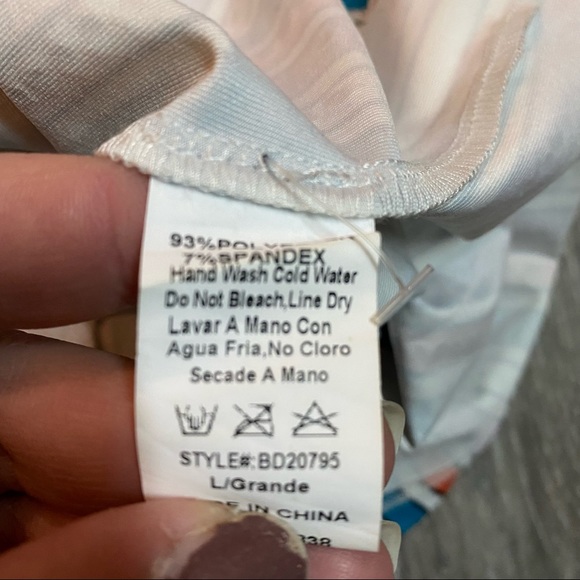 93%
7%SPANDEX
Hand Wash Cold Water
Do Not Bleach,Line Dry
Lavar A Mano Con
Agua Fria,No Cloro
Secade A Mano
STYLE#:BD20795
L/Grande
IN CHINA